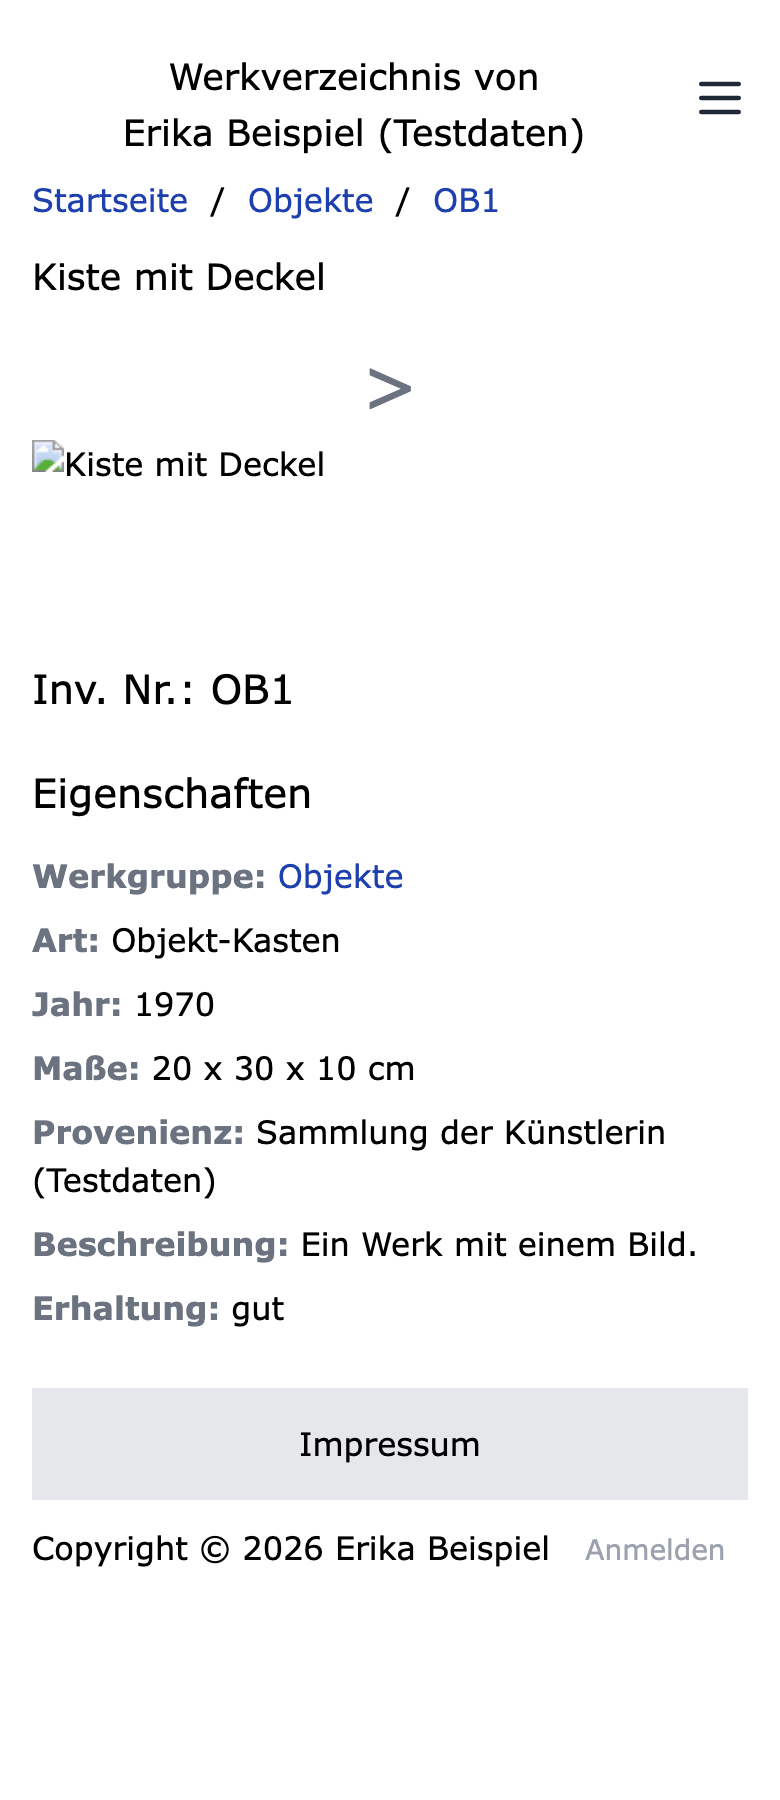 Werkverzeichnis von
Erika Beispiel (Testdaten)
Startseite / Objekte / OB1
Kiste mit Deckel
>
Kiste mit Deckel
Inv. Nr.: OB1
Eigenschaften
Werkgruppe: Objekte
Art: Objekt-Kasten
Jahr: 1970
Maße: 20 x 30 x 10 cm
Provenienz: Sammlung der Künstlerin
(Testdaten)
Beschreibung: Ein Werk mit einem Bild.
Erhaltung: gut
Impressum
Copyright © 2026 Erika Beispiel Anmelden